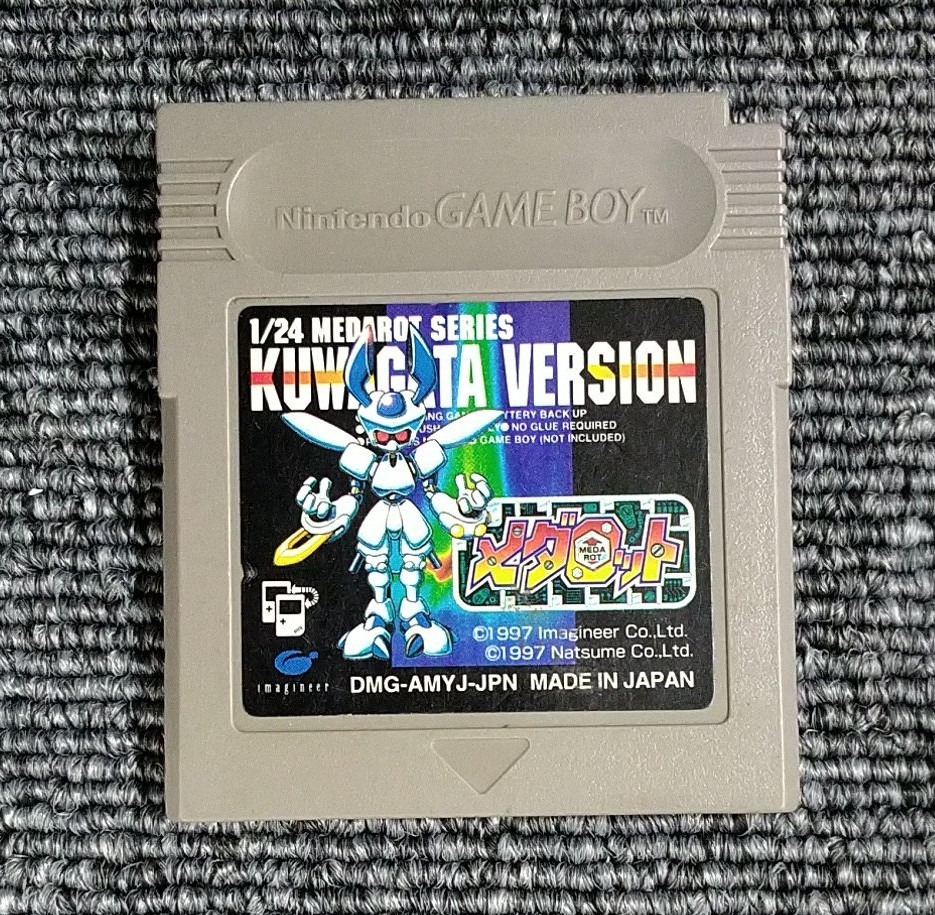 Nintendo GAME BOY TM
1/24 MEDAROT SERIES
KUWAGATA VERSION
BATTERY BACK UP
NO GLUE REQUIRED
GAME BOY (NOT INCLUDED)
メダロット
MEDA
ROT
©1997 Imagineer Co.,Ltd.
©1997 Natsume Co.,Ltd.
imagineer
DMG-AMYJ-JPN MADE IN JAPAN